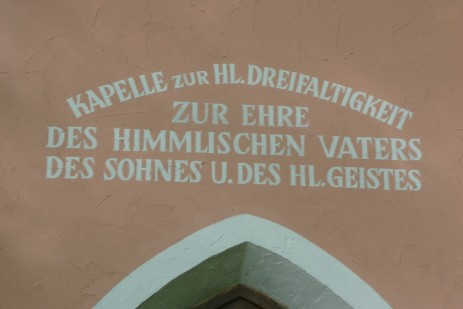 KAPELLE ZUR HL. DREIFALTIGKEIT
ZUR EHRE
DES HIMMLISCHEN VATERS
DES SOHNES U. DES HL. GEISTES